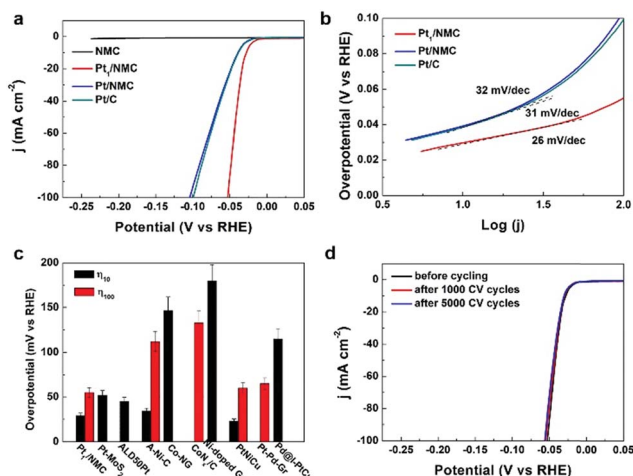 a
NMC
Pt₁/NMC
Pt/NMC
Pt/C
j (mA cm⁻²)
0
-20
-40
-60
-80
-100
-0.25 -0.20 -0.15 -0.10 -0.05 0.00 0.05
Potential (V vs RHE)
b
Pt₁/NMC
Pt/NMC
Pt/C
32 mV/dec
31 mV/dec
26 mV/dec
Overpotential (V vs RHE)
0.10
0.08
0.06
0.04
0.02
0.00
0.5 1.0 1.5 2.0
Log (j)
c
η₁₀
η₁₀₀
Overpotential (mV vs RHE)
200
150
100
50
0
Pt₁/NMC
Pt-MoS₂
ALD50Pt
A-Ni-C
Co-NG
CoNₓ/C
Ni-doped G
PtNiCu
Pt-Pd-Gr
d
before cycling
after 1000 CV cycles
after 5000 CV cycles
j (mA cm⁻²)
0
-20
-40
-60
-80
-100
-0.25 -0.20 -0.15 -0.10 -0.05 0.00 0.05
Potential (V vs RHE)